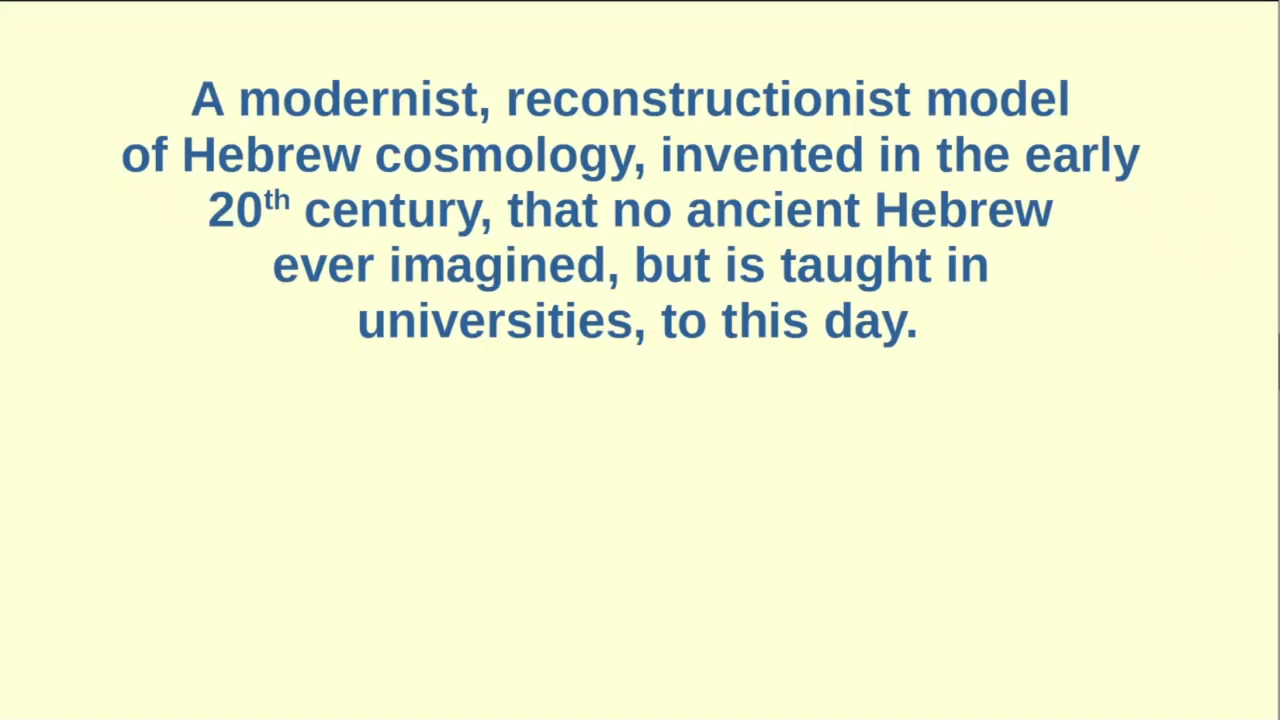 A modernist, reconstructionist model
of Hebrew cosmology, invented in the early
20th century, that no ancient Hebrew
ever imagined, but is taught in
universities, to this day.